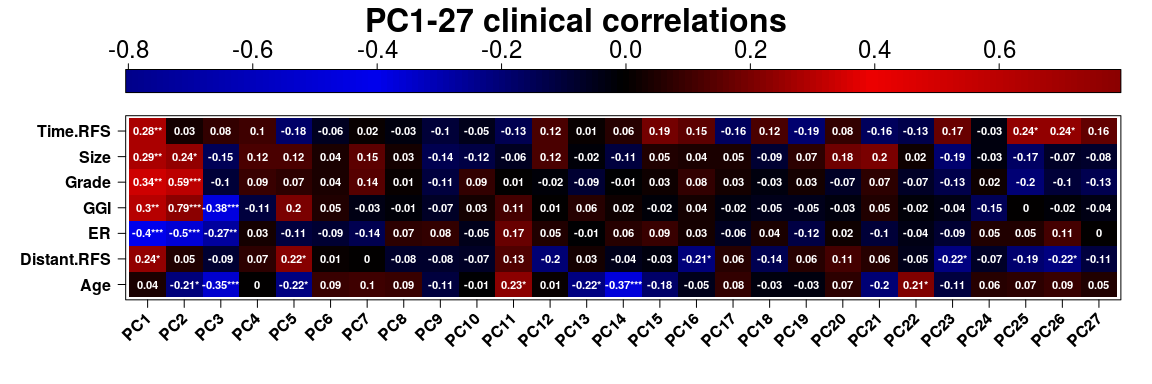 PC1-27 clinical correlations
-0.8 -0.6 -0.4 -0.2 0.0 0.2 0.4 0.6
Time.RFS 0.28** 0.03 0.08 0.1 -0.18 -0.06 0.02 -0.03 -0.1 -0.05 -0.13 0.12 0.01 0.06 0.19 0.15 -0.16 0.12 -0.19 0.08 -0.16 -0.13 0.17 -0.03 0.24* 0.24* 0.16
Size 0.29** 0.24* -0.15 0.12 0.12 0.04 0.15 0.03 -0.14 -0.12 -0.06 0.12 -0.02 -0.11 0.05 0.04 0.05 -0.09 0.07 0.18 0.2 0.02 -0.19 -0.03 -0.17 -0.07 -0.08
Grade 0.34** 0.59*** -0.1 0.09 0.07 0.04 0.14 0.01 -0.11 0.09 0.01 -0.02 -0.09 -0.01 0.03 0.08 0.03 -0.03 0.03 -0.07 0.07 -0.07 -0.13 0.02 -0.2 -0.1 -0.13
GGI 0.3** 0.79*** -0.38*** -0.11 0.2 0.05 -0.03 -0.01 -0.07 0.03 0.11 0.01 0.06 0.02 -0.02 0.04 -0.02 -0.05 -0.05 -0.03 0.05 -0.02 -0.04 -0.15 0 -0.02 -0.04
ER -0.4*** -0.5*** -0.27** 0.03 -0.11 -0.09 -0.14 0.07 0.08 -0.05 0.17 0.05 -0.01 0.06 0.09 0.03 -0.06 0.04 -0.12 0.02 -0.1 -0.04 -0.09 0.05 0.05 0.11 0
Distant.RFS 0.24* 0.05 -0.09 0.07 0.22* 0.01 0 -0.08 -0.08 -0.07 0.13 -0.2 0.03 -0.04 -0.03 -0.21* 0.06 -0.14 0.06 0.11 0.06 -0.05 -0.22* -0.07 -0.19 -0.22* -0.11
Age 0.04 -0.21* -0.35*** 0 -0.22* 0.09 0.1 0.09 -0.11 -0.01 0.23* 0.01 -0.22* -0.37*** -0.18 -0.05 0.08 -0.03 -0.03 0.07 -0.2 0.21* -0.11 0.06 0.07 0.09 0.05
PC1 PC2 PC3 PC4 PC5 PC6 PC7 PC8 PC9 PC10 PC11 PC12 PC13 PC14 PC15 PC16 PC17 PC18 PC19 PC20 PC21 PC22 PC23 PC24 PC25 PC26 PC27